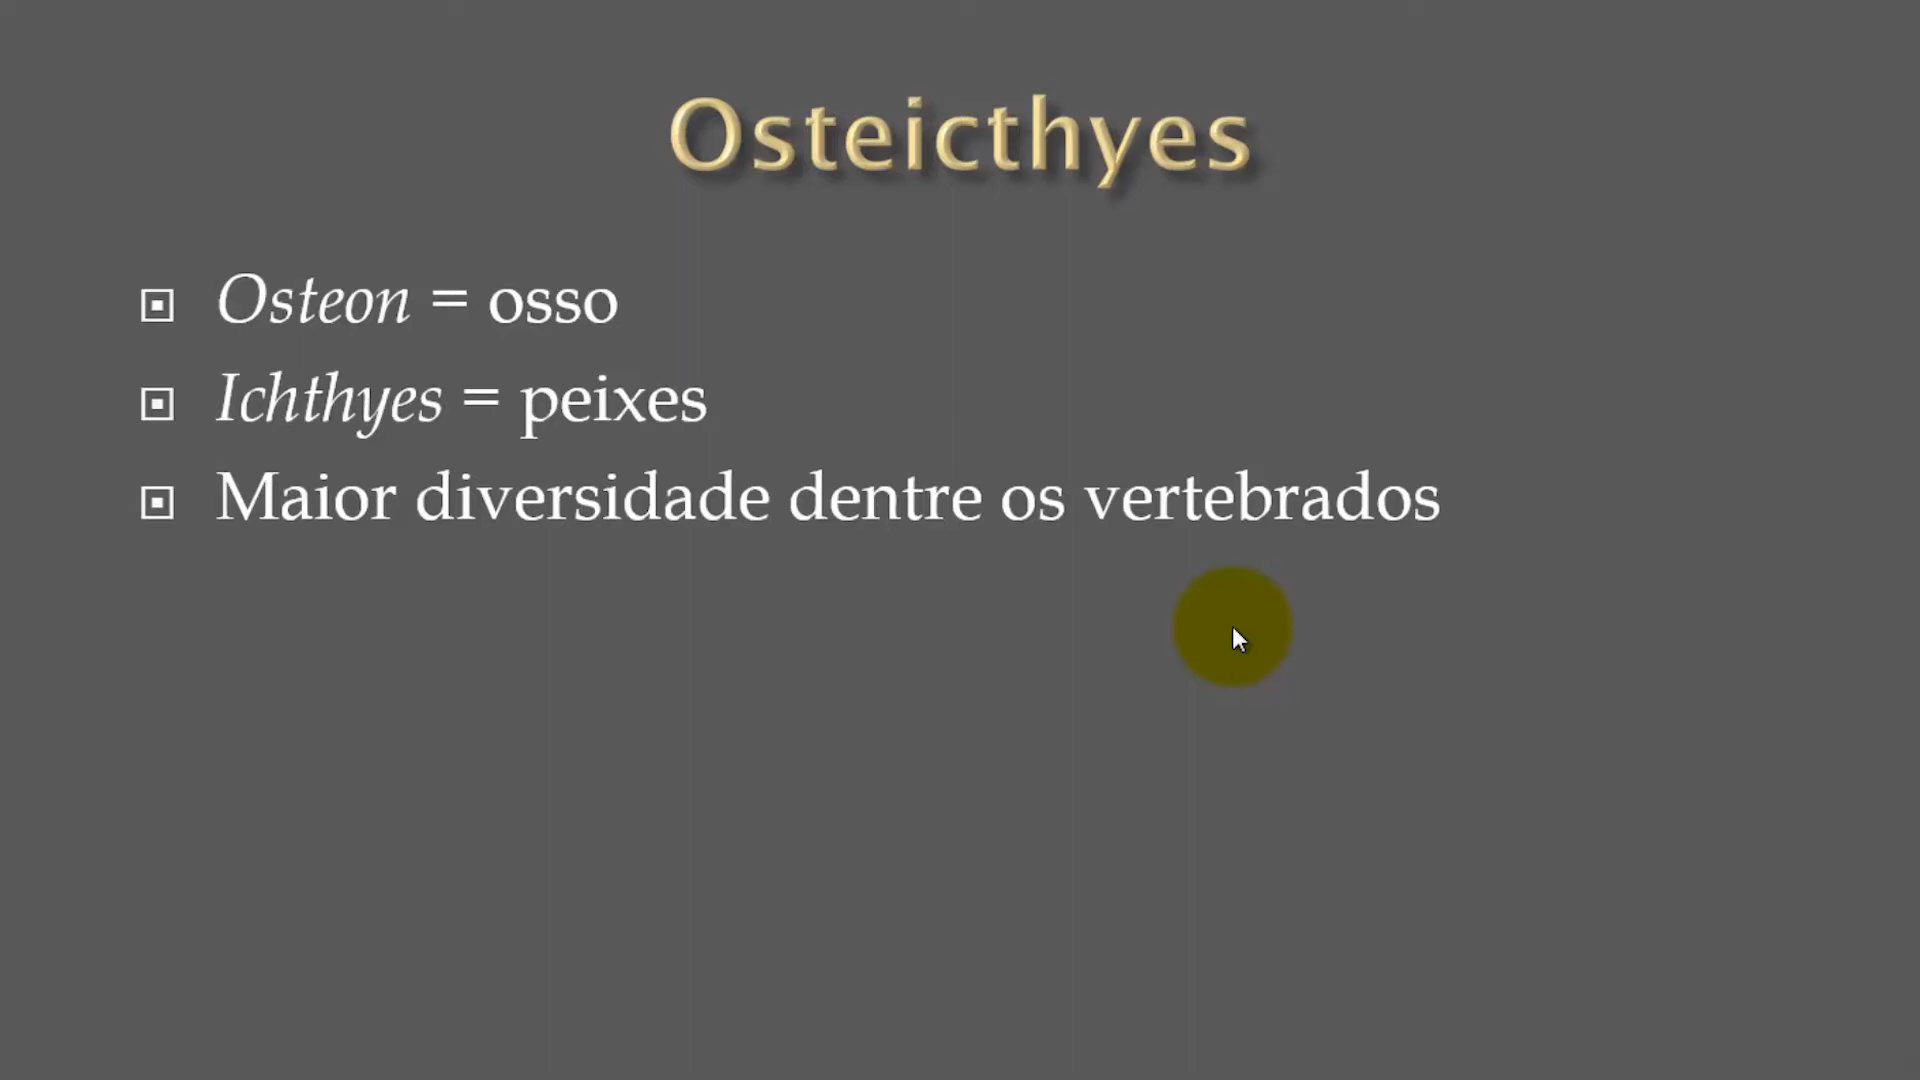 Osteicthyes
Osteon = osso
Ichthyes = peixes
Maior diversidade dentre os vertebrados